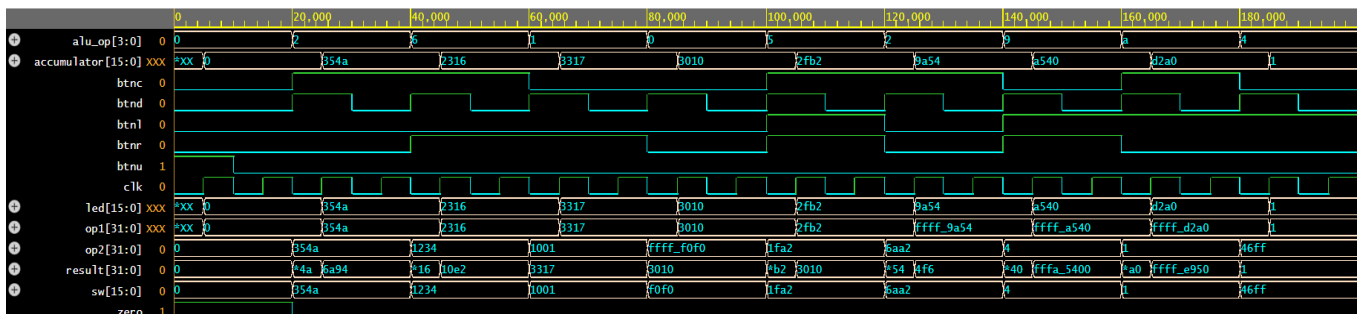 0 20,000 40,000 60,000 80,000 100,000 120,000 140,000 160,000 180,000
alu_op[3:0] 0 0 2 6 1 0 5 2 9 a 4
accumulator[15:0] XXX *XX 0 354a 2316 3317 3010 2fb2 9a54 a540 d2a0 1
btnc 0
btnd 0
btnl 0
btnr 0
btnu 1
clk 0
led[15:0] XXX *XX 0 354a 2316 3317 3010 2fb2 9a54 a540 d2a0 1
op1[31:0] XXX *XX 0 354a 2316 3317 3010 2fb2 ffff_9a54 ffff_a540 ffff_d2a0 1
op2[31:0] 0 0 354a 1234 1001 ffff_f0f0 1fa2 6aa2 4 1 46ff
result[31:0] 0 0 *4a 6a94 *16 10e2 3317 3010 *b2 3010 *54 4f6 *40 fffa_5400 *a0 ffff_e950 1
sw[15:0] 0 0 354a 1234 1001 f0f0 1fa2 6aa2 4 1 46ff
zero 1